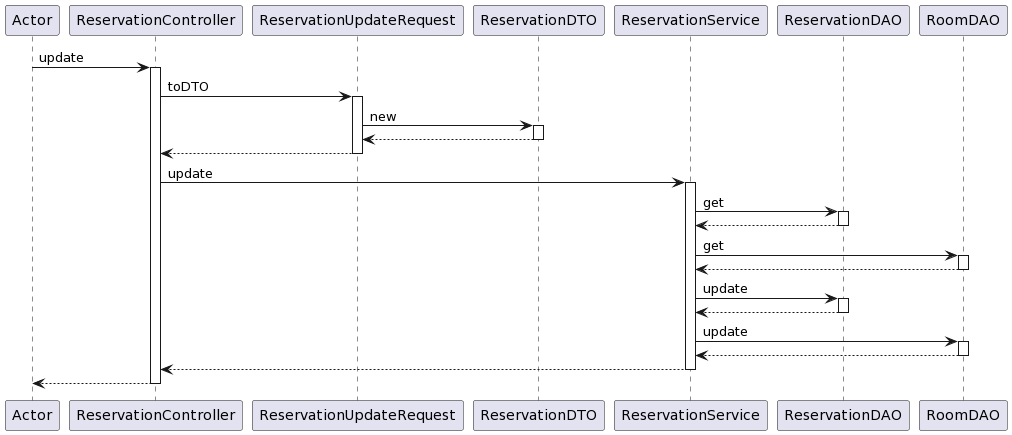 Actor ReservationController ReservationUpdateRequest ReservationDTO ReservationService ReservationDAO RoomDAO
update
toDTO
new
update
get
get
update
update
Actor ReservationController ReservationUpdateRequest ReservationDTO ReservationService ReservationDAO RoomDAO